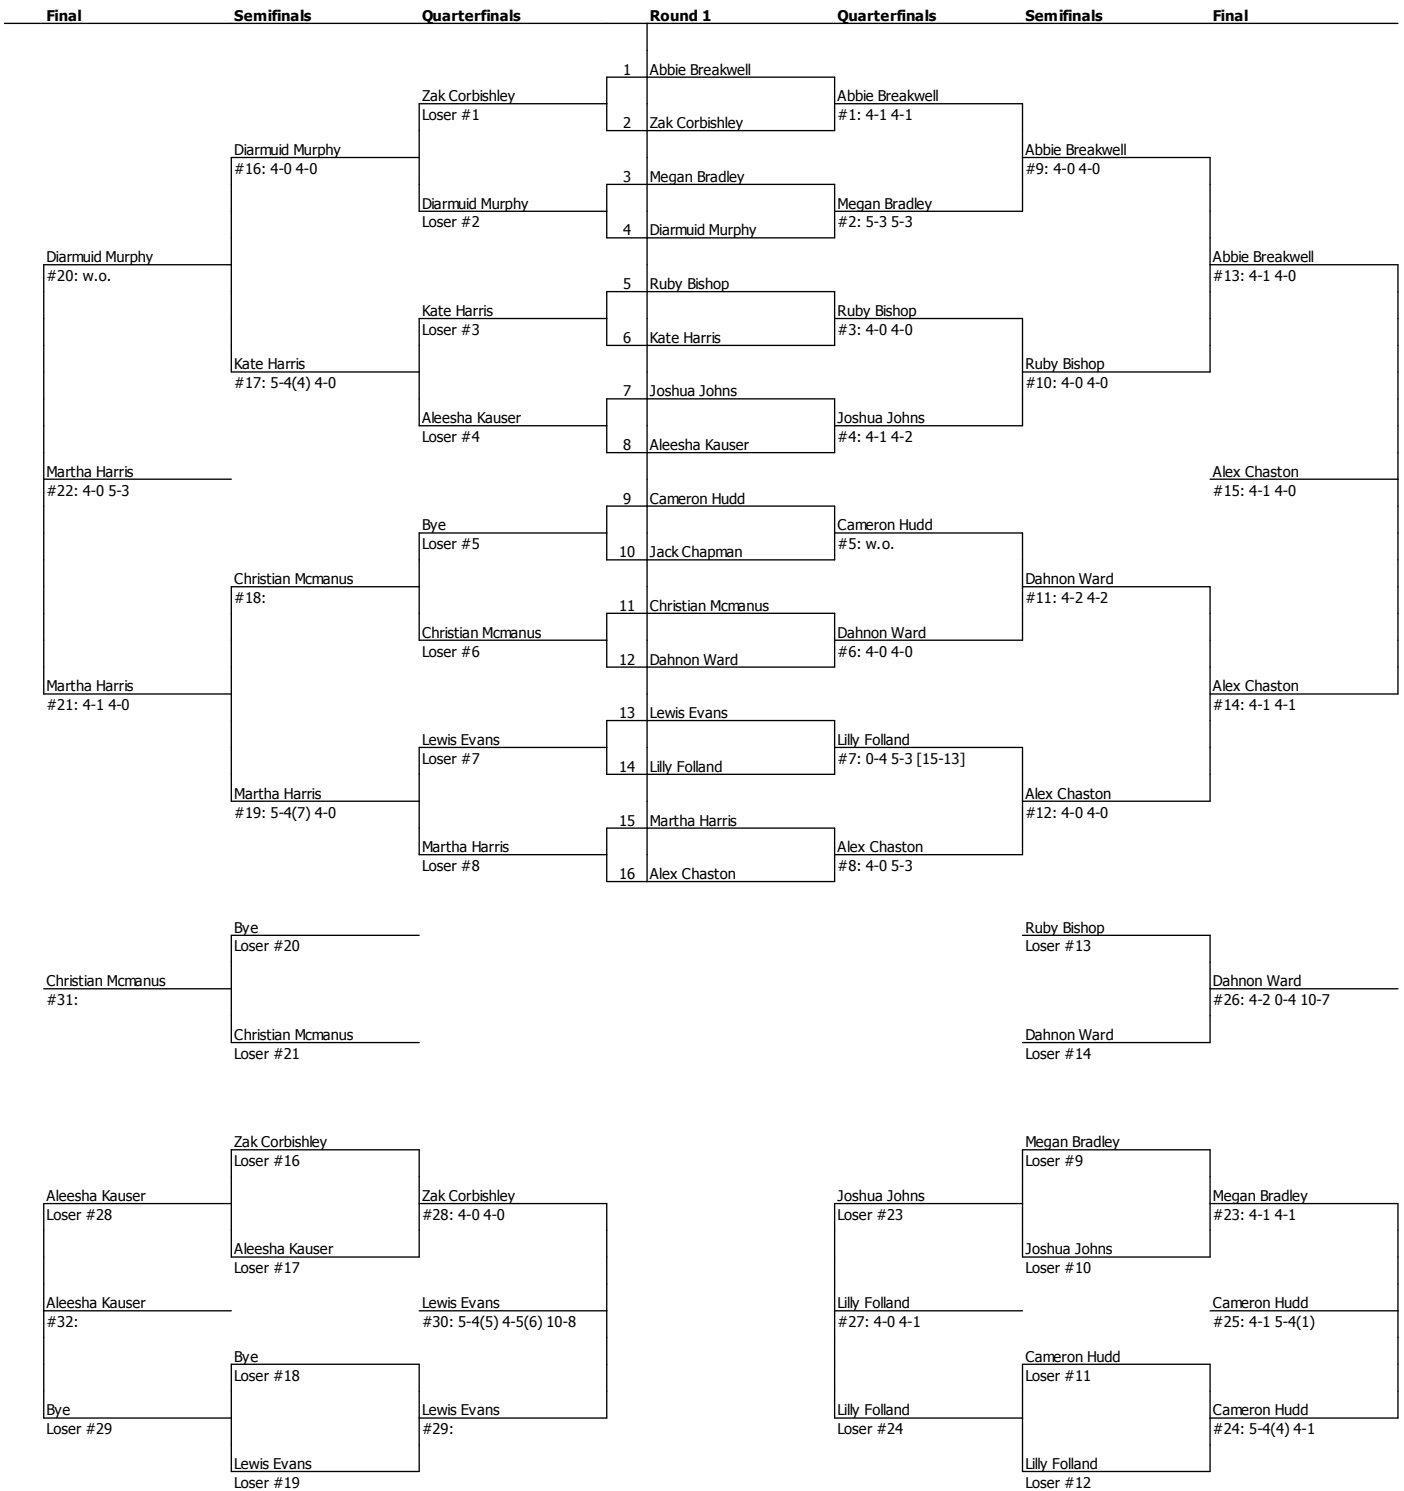 Final Semifinals Quarterfinals Round 1 Quarterfinals Semifinals Final
1 Abbie Breakwell
Zak Corbishley Abbie Breakwell
Loser #1 #1: 4-1 4-1
2 Zak Corbishley
Diarmuid Murphy Abbie Breakwell
#16: 4-0 4-0 #9: 4-0 4-0
3 Megan Bradley
Diarmuid Murphy Megan Bradley
Loser #2 #2: 5-3 5-3
4 Diarmuid Murphy
Diarmuid Murphy Abbie Breakwell
#20: w.o. #13: 4-1 4-0
5 Ruby Bishop
Kate Harris Ruby Bishop
Loser #3 #3: 4-0 4-0
6 Kate Harris
Kate Harris Ruby Bishop
#17: 5-4(4) 4-0 #10: 4-0 4-0
7 Joshua Johns
Aleesha Kauser Joshua Johns
Loser #4 #4: 4-1 4-2
8 Aleesha Kauser
Martha Harris Alex Chaston
#22: 4-0 5-3 #15: 4-1 4-0
9 Cameron Hudd
Bye Cameron Hudd
Loser #5 #5: w.o.
10 Jack Chapman
Christian Mcmanus Dahnon Ward
#18: #11: 4-2 4-2
11 Christian Mcmanus
Christian Mcmanus Dahnon Ward
Loser #6 #6: 4-0 4-0
12 Dahnon Ward
Martha Harris Alex Chaston
#21: 4-1 4-0 #14: 4-1 4-1
13 Lewis Evans
Lewis Evans Lilly Folland
Loser #7 #7: 0-4 5-3 [15-13]
14 Lilly Folland
Martha Harris Alex Chaston
#19: 5-4(7) 4-0 #12: 4-0 4-0
15 Martha Harris
Martha Harris Alex Chaston
Loser #8 #8: 4-0 5-3
16 Alex Chaston
Bye Ruby Bishop
Loser #20 Loser #13
Christian Mcmanus Dahnon Ward
#31: #26: 4-2 0-4 10-7
Christian Mcmanus Dahnon Ward
Loser #21 Loser #14
Zak Corbishley Megan Bradley
Loser #16 Loser #9
Aleesha Kauser Zak Corbishley Joshua Johns Megan Bradley
Loser #28 #28: 4-0 4-0 Loser #23 #23: 4-1 4-1
Aleesha Kauser Joshua Johns
Loser #17 Loser #10
Aleesha Kauser Lewis Evans Lilly Folland Cameron Hudd
#32: #30: 5-4(5) 4-5(6) 10-8 #27: 4-0 4-1 #25: 4-1 5-4(1)
Bye Cameron Hudd
Loser #18 Loser #11
Bye Lewis Evans Lilly Folland Cameron Hudd
Loser #29 #29: Loser #24 #24: 5-4(4) 4-1
Lewis Evans Lilly Folland
Loser #19 Loser #12